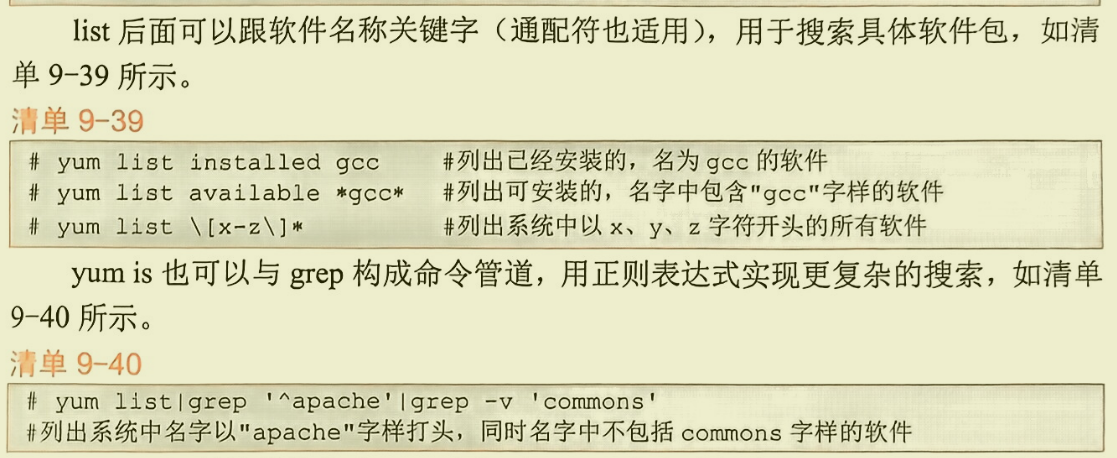 list 后面可以跟软件名称关键字（通配符也适用），用于搜索具体软件包，如清
单 9-39 所示。
清单 9-39
# yum list installed gcc #列出已经安装的，名为 gcc 的软件
# yum list available *gcc* #列出可安装的，名字中包含"gcc"字样的软件
# yum list \[x-z\]* #列出系统中以 x、y、z 字符开头的所有软件
yum is 也可以与 grep 构成命令管道，用正则表达式实现更复杂的搜索，如清单
9-40 所示。
清单 9-40
# yum list|grep '^apache'|grep -v 'commons'
#列出系统中名字以"apache"字样打头，同时名字中不包括 commons 字样的软件